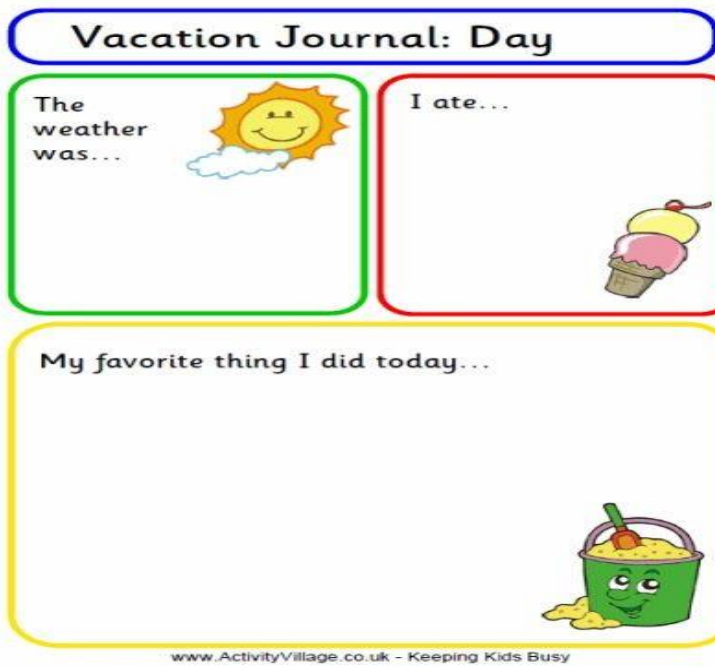 Vacation Journal: Day
The
weather
was...
I ate...
My favorite thing I did today...
www.ActivityVillage.co.uk - Keeping Kids Busy